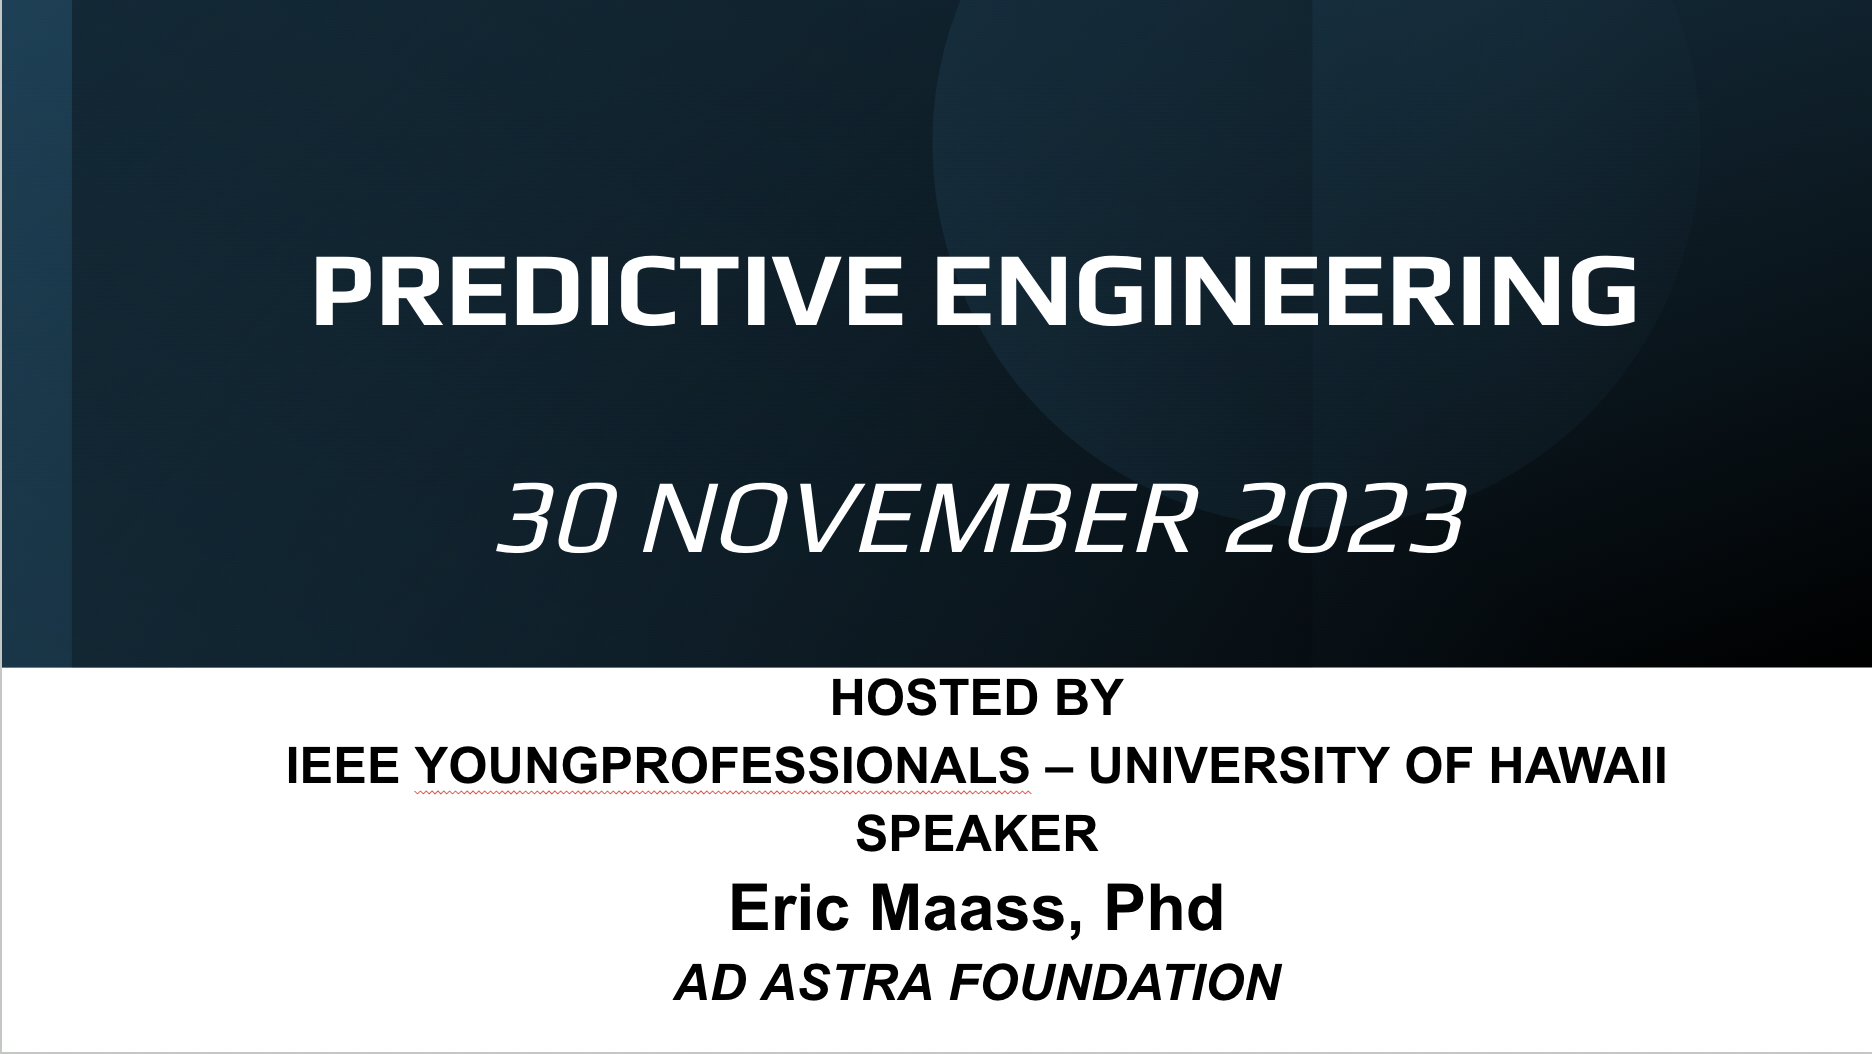 PREDICTIVE ENGINEERING
30 NOVEMBER 2023
HOSTED BY
IEEE YOUNGPROFESSIONALS – UNIVERSITY OF HAWAII
SPEAKER
Eric Maass, Phd
AD ASTRA FOUNDATION